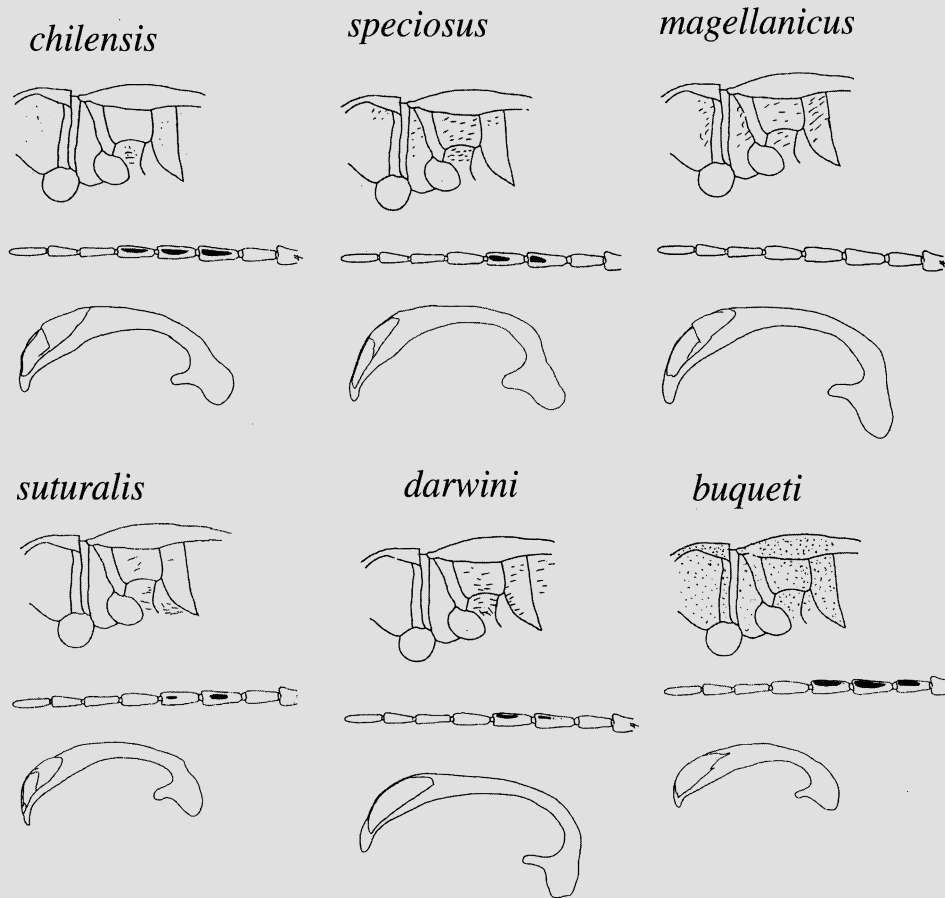 chilensis
speciosus
magellanicus
suturalis
darwini
buqueti